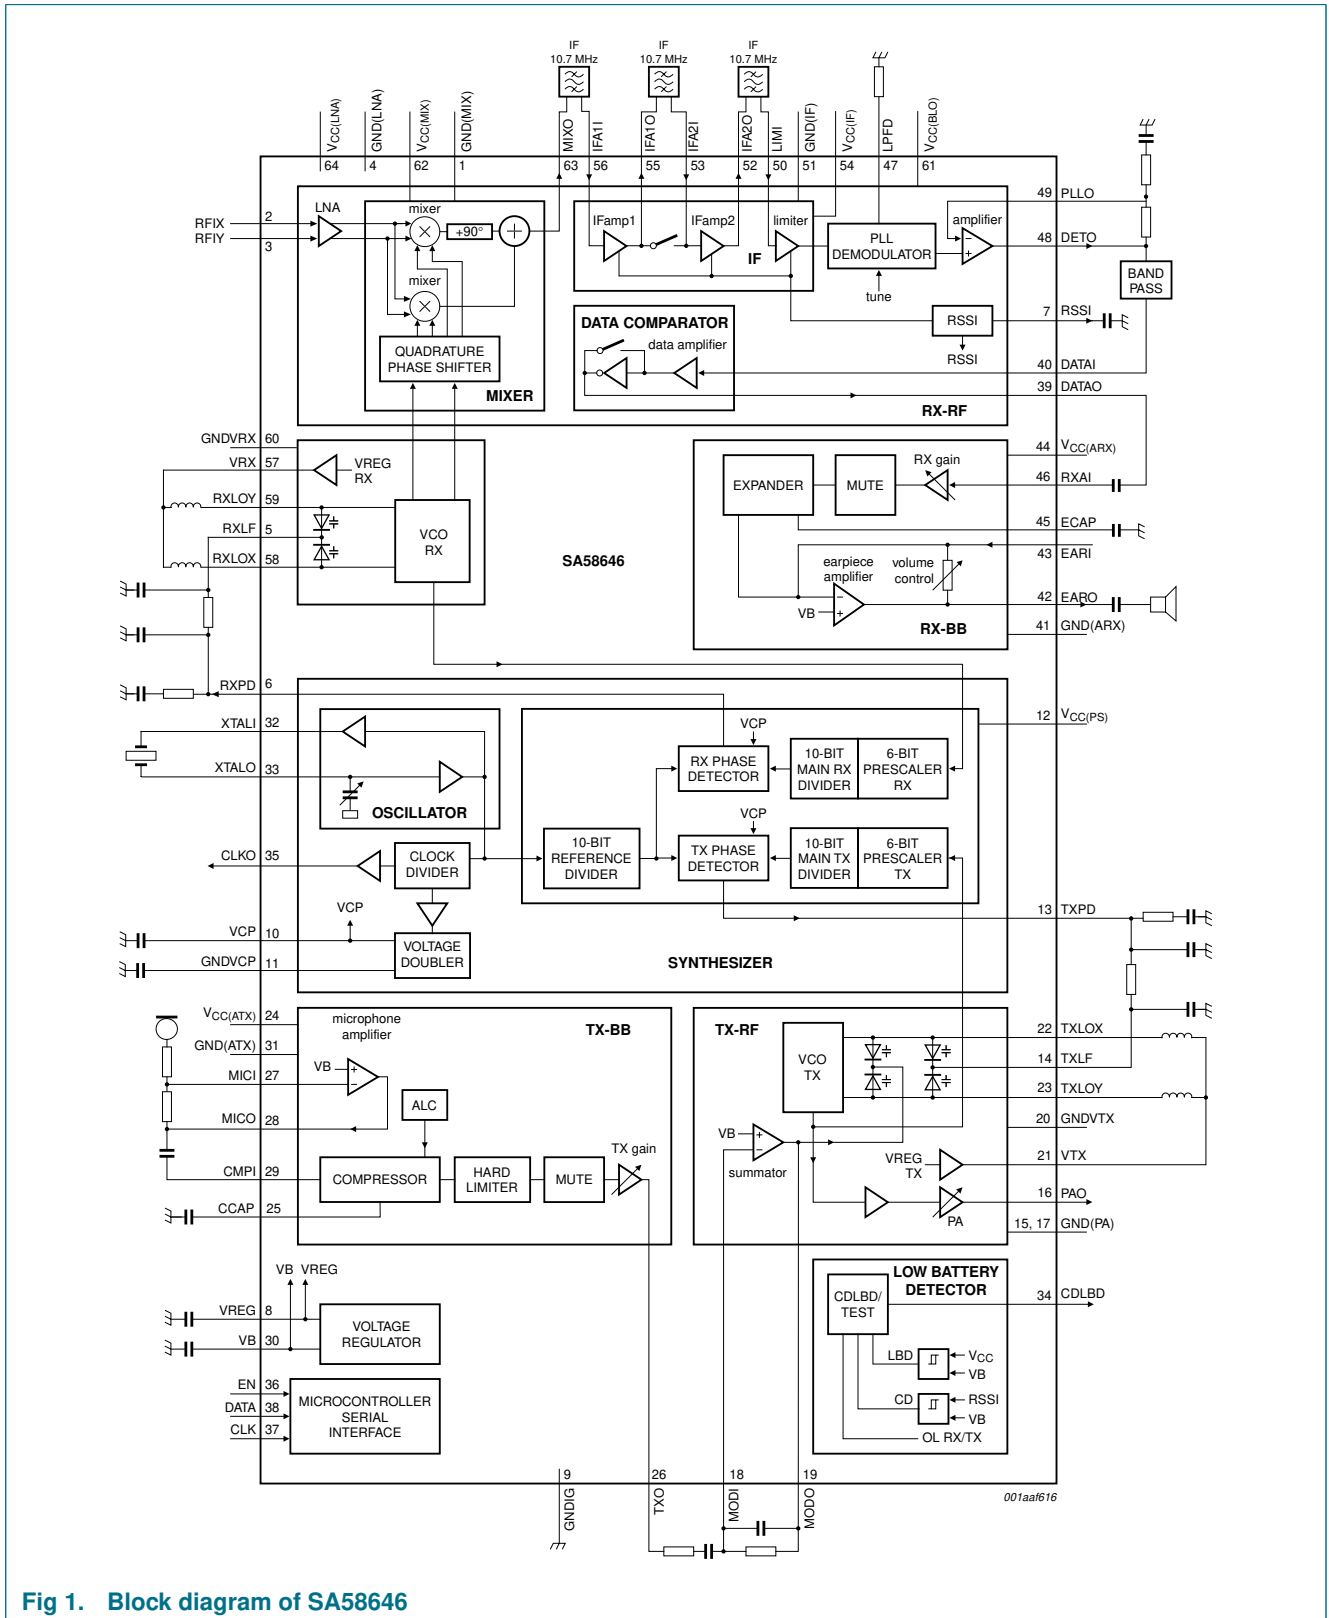 IF
10.7 MHz
IF
10.7 MHz
IF
10.7 MHz
VCC(LNA)
GND(LNA)
VCC(MIX)
GND(MIX)
MIXO
IFA1I
IFA1O
IFA2I
IFA2O
LIMI
GND(IF)
VCC(IF)
LPFD
VCC(BLO)
64 4 62 1 63 56 55 53 52 50 51 54 47 61
RFIX 2
RFIY 3
LNA
mixer
+90°
mixer
QUADRATURE
PHASE SHIFTER
MIXER
IFamp1
IFamp2
limiter
IF
PLL
DEMODULATOR
tune
amplifier
−
+
49 PLLO
48 DETO
BAND
PASS
RSSI
RSSI
7 RSSI
DATA COMPARATOR
data amplifier
40 DATAI
39 DATAO
RX-RF
GNDVRX 60
VRX 57
RXLOY 59
RXLF 5
RXLOX 58
VREG
RX
VCO
RX
SA58646
EXPANDER
MUTE
RX gain
44 VCC(ARX)
46 RXAI
45 ECAP
43 EARI
earpiece
amplifier
volume
control
VB
−
+
42 EARO
41 GND(ARX)
RX-BB
RXPD 6
XTALI 32
XTALO 33
OSCILLATOR
VCP
RX PHASE
DETECTOR
10-BIT
MAIN RX
DIVIDER
6-BIT
PRESCALER
RX
12 VCC(PS)
VCP
10-BIT
REFERENCE
DIVIDER
TX PHASE
DETECTOR
10-BIT
MAIN TX
DIVIDER
6-BIT
PRESCALER
TX
CLKO 35
CLOCK
DIVIDER
VCP
VCP 10
GNDVCP 11
VOLTAGE
DOUBLER
SYNTHESIZER
13 TXPD
VCC(ATX) 24
GND(ATX) 31
MICI 27
MICO 28
CMPI 29
CCAP 25
microphone
amplifier
TX-BB
VB
+
−
ALC
COMPRESSOR
HARD
LIMITER
MUTE
TX gain
TX-RF
VCO
TX
VB
+
−
summator
VREG
TX
PA
22 TXLOX
14 TXLF
23 TXLOY
20 GNDVTX
21 VTX
16 PAO
15, 17 GND(PA)
VB VREG
VREG 8
VB 30
VOLTAGE
REGULATOR
EN 36
DATA 38
CLK 37
MICROCONTROLLER
SERIAL
INTERFACE
LOW BATTERY
DETECTOR
CDLBD/
TEST
34 CDLBD
LBD
VCC
VB
CD
RSSI
VB
OL RX/TX
9 26 18 19
GNDIG
TXO
MODI
MODO
001aaf616
Fig 1. Block diagram of SA58646